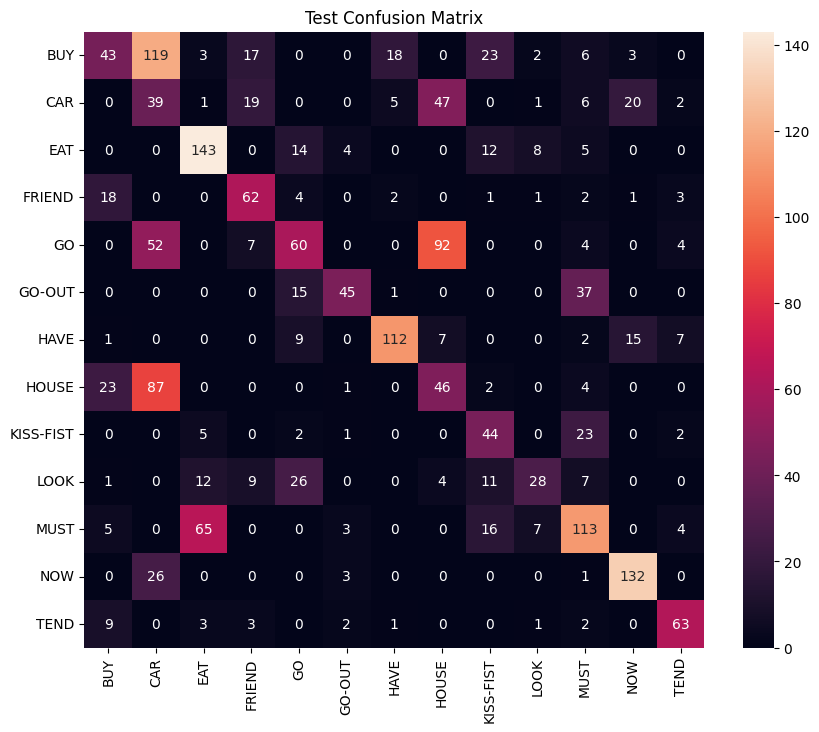 Test Confusion Matrix
BUY 43 119 3 17 0 0 18 0 23 2 6 3 0
CAR 0 39 1 19 0 0 5 47 0 1 6 20 2
EAT 0 0 143 0 14 4 0 0 12 8 5 0 0
FRIEND 18 0 0 62 4 0 2 0 1 1 2 1 3
GO 0 52 0 7 60 0 0 92 0 0 4 0 4
GO-OUT 0 0 0 0 15 45 1 0 0 0 37 0 0
HAVE 1 0 0 0 9 0 112 7 0 0 2 15 7
HOUSE 23 87 0 0 0 1 0 46 2 0 4 0 0
KISS-FIST 0 0 5 0 2 1 0 0 44 0 23 0 2
LOOK 1 0 12 9 26 0 0 4 11 28 7 0 0
MUST 5 0 65 0 0 3 0 0 16 7 113 0 4
NOW 0 26 0 0 0 3 0 0 0 0 1 132 0
TEND 9 0 3 3 0 2 1 0 0 1 2 0 63
BUY CAR EAT FRIEND GO GO-OUT HAVE HOUSE KISS-FIST LOOK MUST NOW TEND
140
120
100
80
60
40
20
0